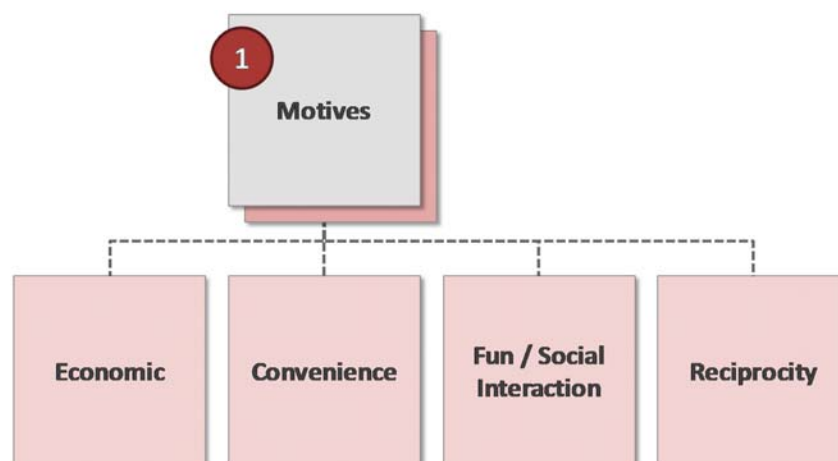 1
Motives
Economic
Convenience
Fun / Social
Interaction
Reciprocity